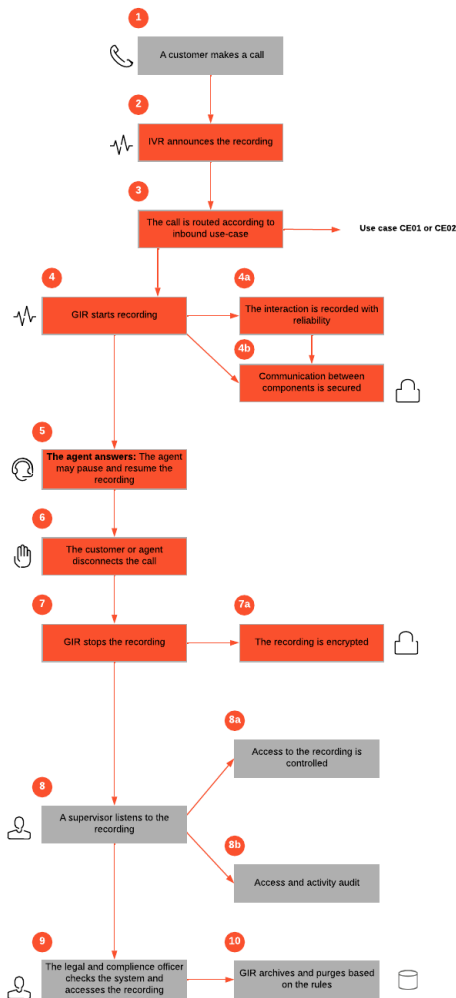 1
A customer makes a call
2
IVR announces the recording
3
The call is routed according to
inbound use-case
Use case CE01 or CE02
4
GIR starts recording
4a
The interaction is recorded with
reliability
4b
Communication between
components is secured
5
The agent answers: The agent
may pause and resume the
recording
6
The customer or agent
disconnects the call
7
GIR stops the recording
7a
The recording is encrypted
8a
Access to the recording is
controlled
8
A supervisor listens to the
recording
8b
Access and activity audit
9
The legal and complience officer
checks the system and
accesses the recording
10
GIR archives and purges based
on the rules